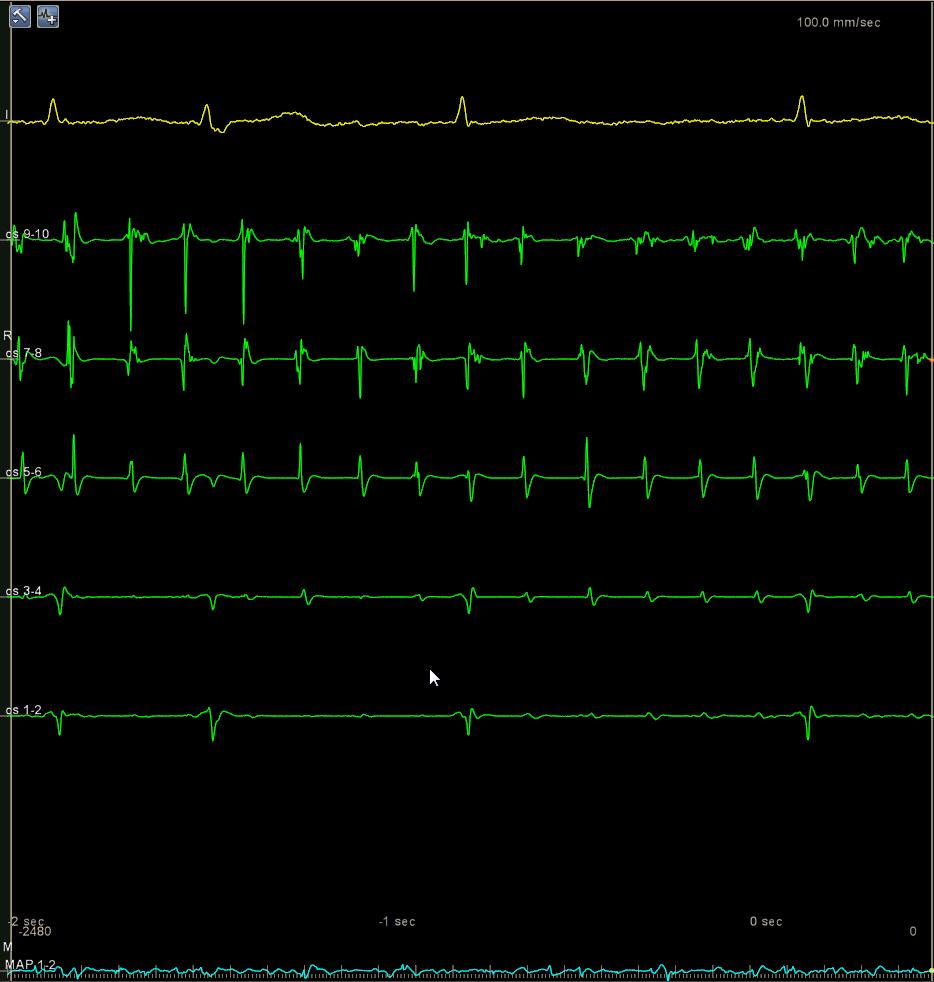 100.0 mm/sec
I
cs 9-10
R
cs 7-8
cs 5-6
cs 3-4
cs 1-2
-2 sec
-1 sec
0 sec
-2480
0
M
MAP 1-2